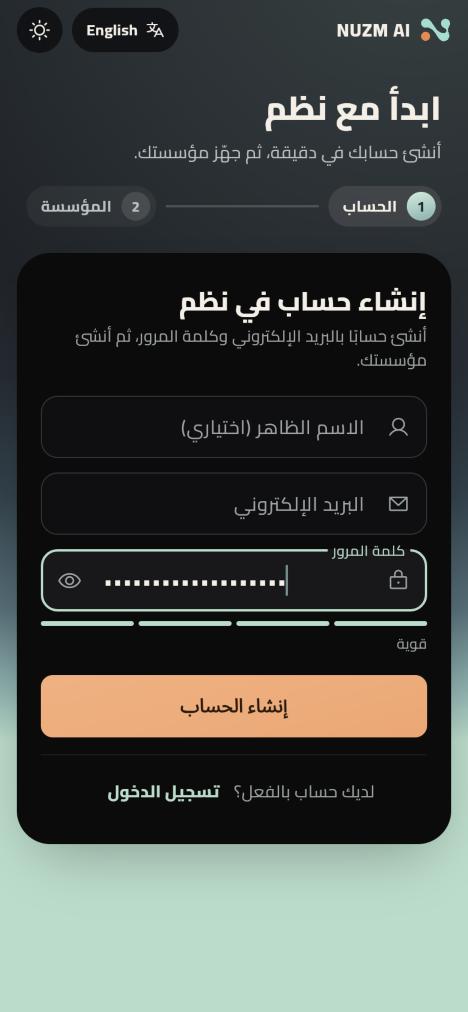 NUZM AI
English
ابدأ مع نظم
أنشئ حسابك في دقيقة، ثم جهّز مؤسستك.
1 الحساب
2 المؤسسة
إنشاء حساب في نظم
أنشئ حسابًا بالبريد الإلكتروني وكلمة المرور، ثم أنشئ
مؤسستك.
الاسم الظاهر (اختياري)
البريد الإلكتروني
كلمة المرور
قوية
إنشاء الحساب
لديك حساب بالفعل؟ تسجيل الدخول